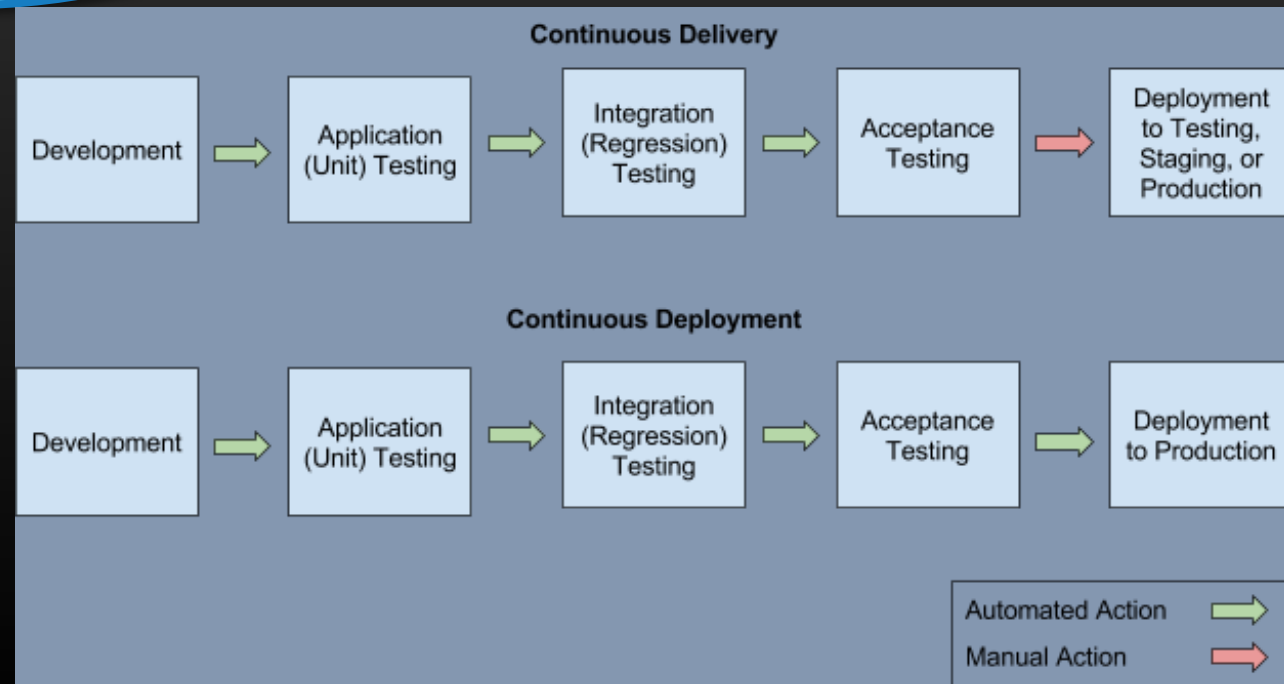 Continuous Delivery
Development
Application
(Unit) Testing
Integration
(Regression)
Testing
Acceptance
Testing
Deployment
to Testing,
Staging, or
Production
Continuous Deployment
Development
Application
(Unit) Testing
Integration
(Regression)
Testing
Acceptance
Testing
Deployment
to Production
Automated Action
Manual Action